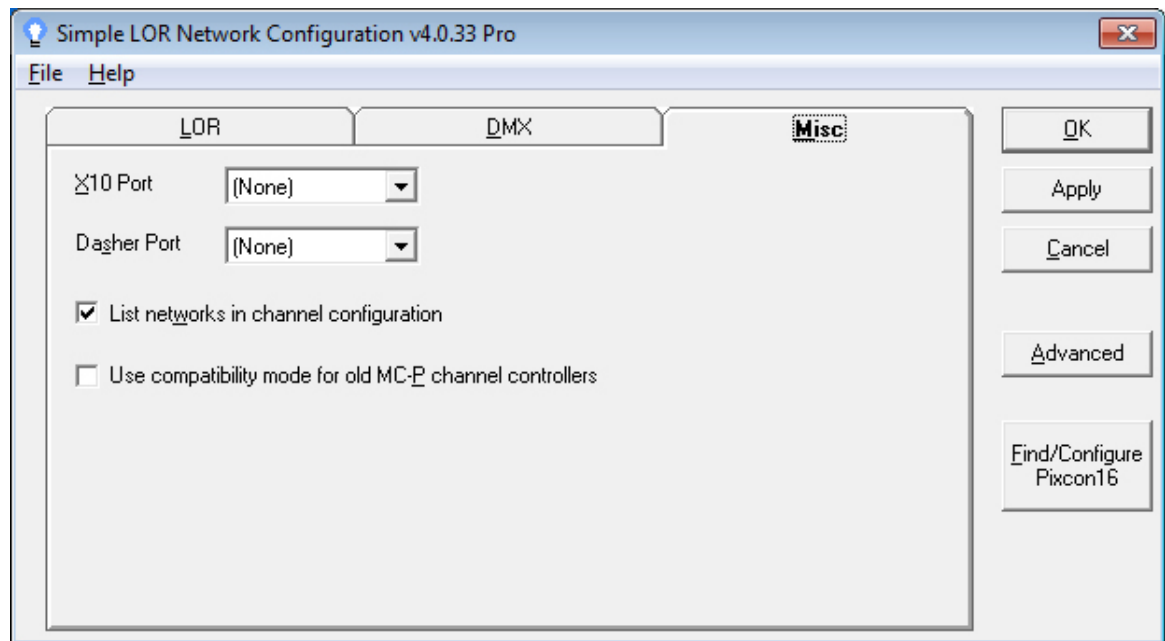 Simple LOR Network Configuration v4.0.33 Pro
File Help
LOR DMX Misc
OK
X10 Port (None)
Apply
Dasher Port (None)
Cancel
List networks in channel configuration
Advanced
Use compatibility mode for old MC-P channel controllers
Find/Configure
Pixcon16